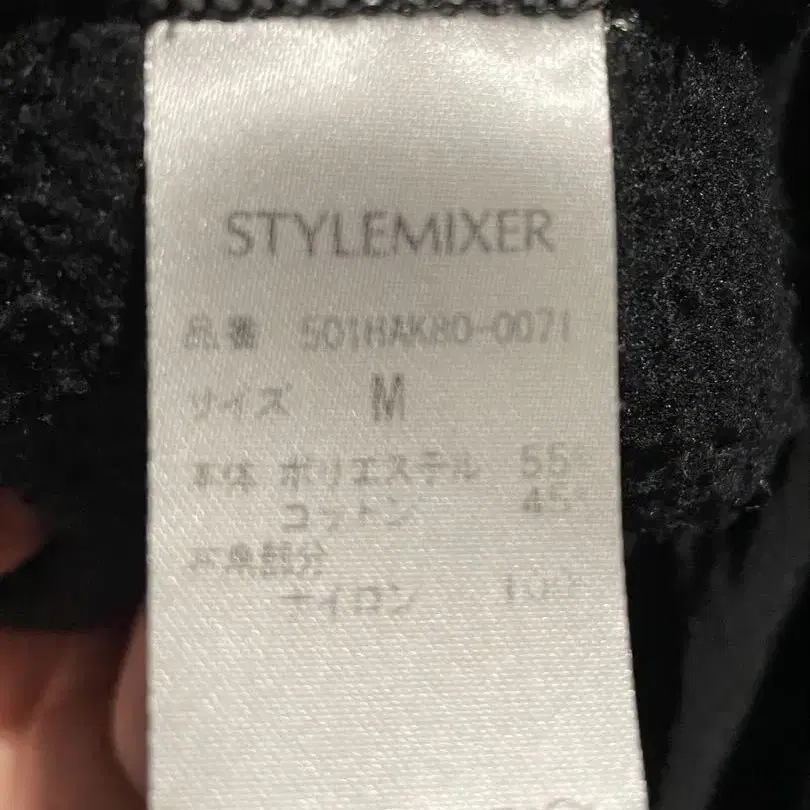 STYLEMIXER
品番 501HAK80-0071
サイズ M
本体 ポリエステル 55
コットン 45
ナイロン